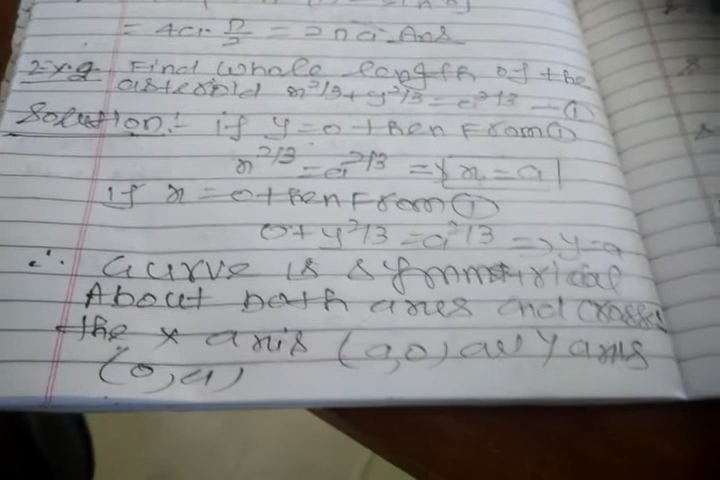 = 4a · π/2 = 2πa Ans
Ex.2 Find whole length of the
asteroid x^2/3 + y^2/3 = a^2/3 —①
Solution:- if y=0 then From ①
x^2/3 = a^2/3 => x = a
if x = 0 then From ①
0 + y^2/3 = a^2/3 => y=a
∴ curve is symmetrical
About both axes and cross
the x axis (a,0) y axis
(0,a)